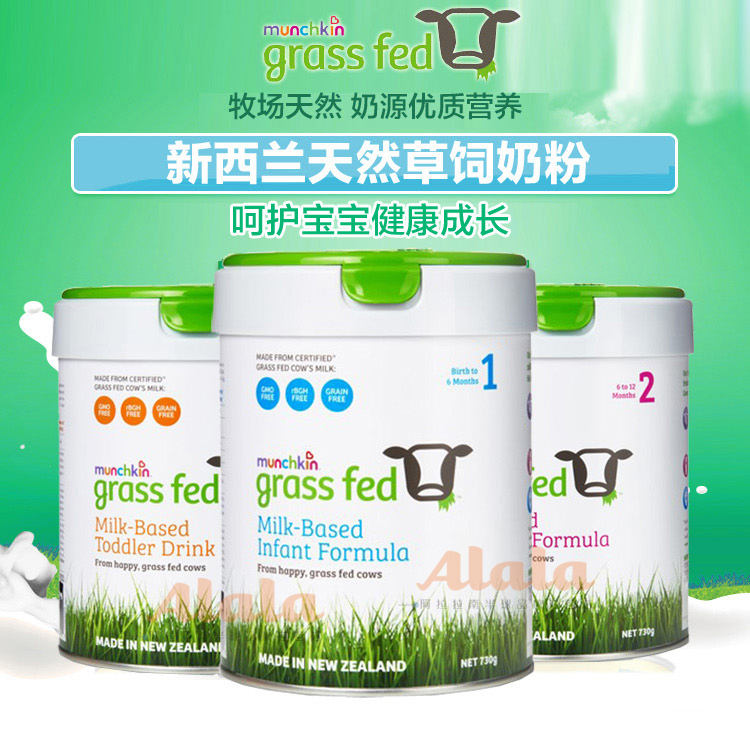 munchkin
grass fed
牧场天然 奶源优质营养
新西兰天然草饲奶粉
呵护宝宝健康成长
MADE FROM CERTIFIED
GRASS FED COW'S MILK:
GMO FREE
rBGH FREE
GRAIN FREE
munchkin
grass fed
Milk-Based
Toddler Drink
From happy, grass fed cows
MADE IN NEW ZEALAND
MADE FROM CERTIFIED
GRASS FED COW'S MILK:
GMO FREE
rBGH FREE
GRAIN FREE
Birth to
6 Months
1
munchkin
grass fed
Milk-Based
Infant Formula
From happy, grass fed cows
MADE IN NEW ZEALAND
NET 730g
6 to 12
Months
2
fed
d
Formula
ALAND
NET 730g
Alala
Alala